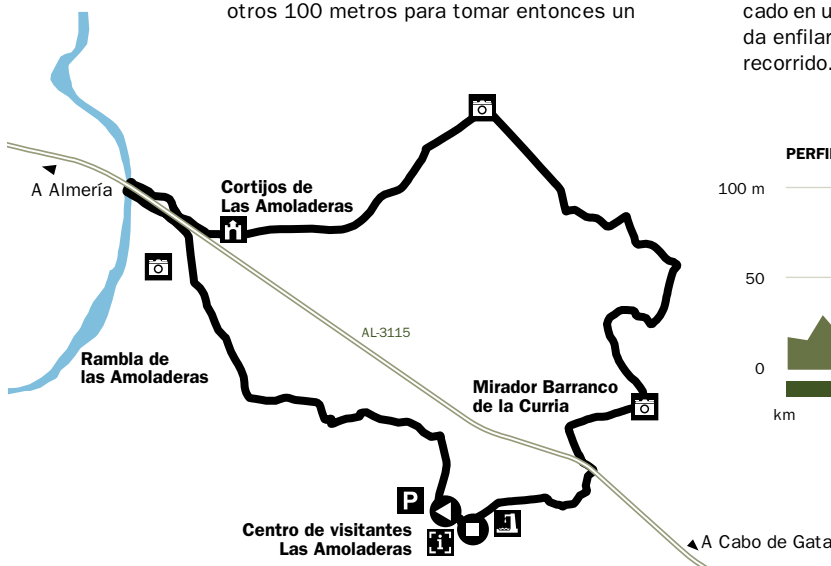 otros 100 metros para tomar entonces un
cado en u
da enfilar
recorrido.
A Almería
Cortijos de
Las Amoladeras
AL-3115
Rambla de
las Amoladeras
Mirador Barranco
de la Curria
P
Centro de visitantes
Las Amoladeras
i
A Cabo de Gata
PERFI
100 m
50
0
km